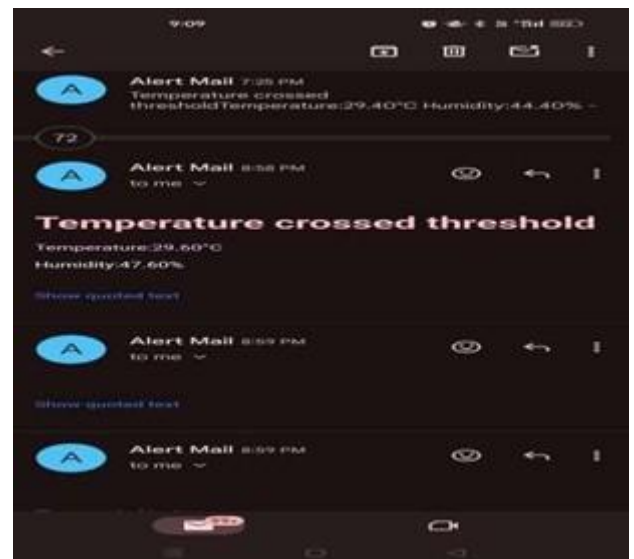 9:09
A
Alert Mail 7:25 PM
Temperature crossed
thresholdTemperature:29.40°C Humidity:44.40% -
72
A
Alert Mail 8:58 PM
to me
Temperature crossed threshold
Temperature:29.60°C
Humidity:47.60%
Show quoted text
A
Alert Mail 8:59 PM
to me
Show quoted text
A
Alert Mail 8:59 PM
to me
99+